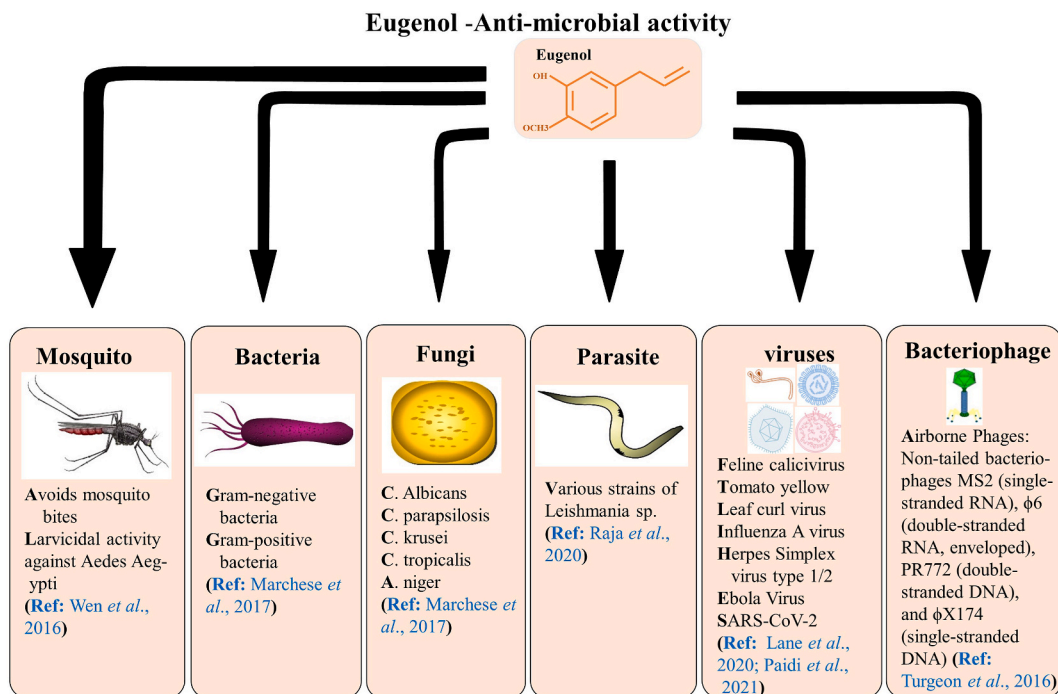 Eugenol -Anti-microbial activity
Eugenol
OH
OCH3
Mosquito
Avoids mosquito
bites
Larvicidal activity
against Aedes Aeg-
ypti
(Ref: Wen et al.,
2016)
Bacteria
Gram-negative
bacteria
Gram-positive
bacteria
(Ref: Marchese et
al., 2017)
Fungi
C. Albicans
C. parapsilosis
C. krusei
C. tropicalis
A. niger
(Ref: Marchese et
al., 2017)
Parasite
Various strains of
Leishmania sp.
(Ref: Raja et al.,
2020)
viruses
Feline calicivirus
Tomato yellow
Leaf curl virus
Influenza A virus
Herpes Simplex
virus type 1/2
Ebola Virus
SARS-CoV-2
(Ref: Lane et al.,
2020; Paidi et al.,
2021)
Bacteriophage
Airborne Phages:
Non-tailed bacterio-
phages MS2 (single-
stranded RNA), ϕ6
(double-stranded
RNA, enveloped),
PR772 (double-
stranded DNA),
and ϕX174
(single-stranded
DNA) (Ref:
Turgeon et al., 2016)